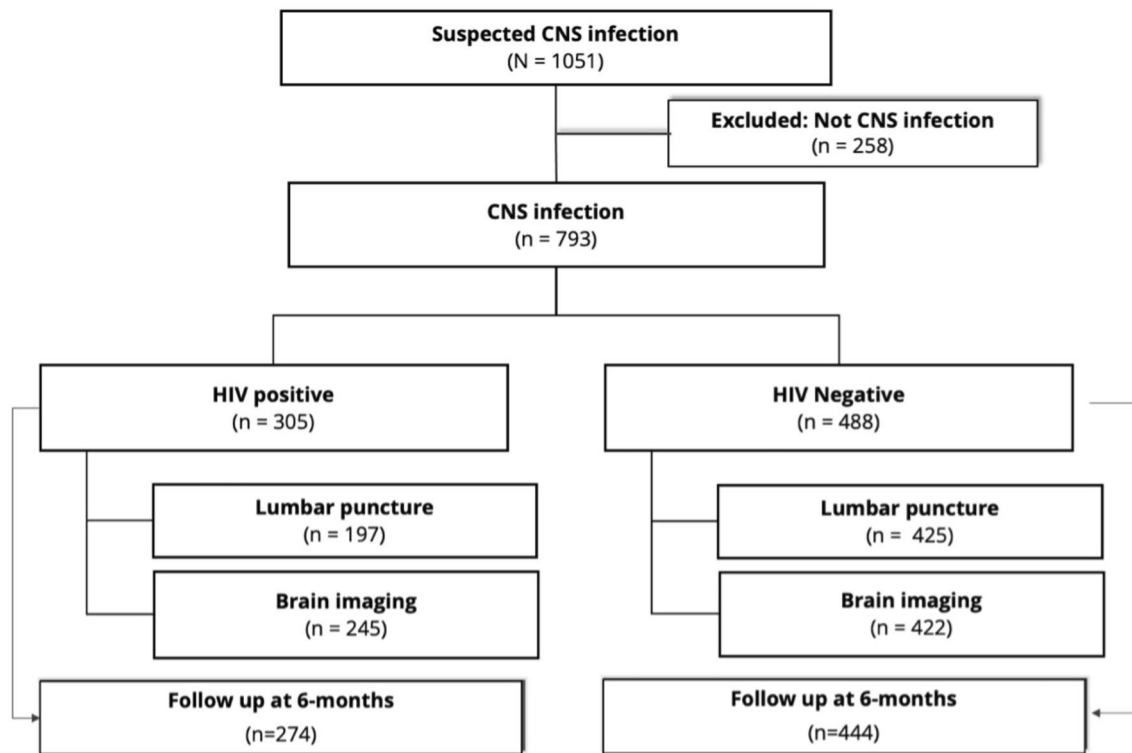 Suspected CNS infection
(N = 1051)
Excluded: Not CNS infection
(n = 258)
CNS infection
(n = 793)
HIV positive
(n = 305)
Lumbar puncture
(n = 197)
Brain imaging
(n = 245)
Follow up at 6-months
(n=274)
HIV Negative
(n = 488)
Lumbar puncture
(n =  425)
Brain imaging
(n = 422)
Follow up at 6-months
(n=444)